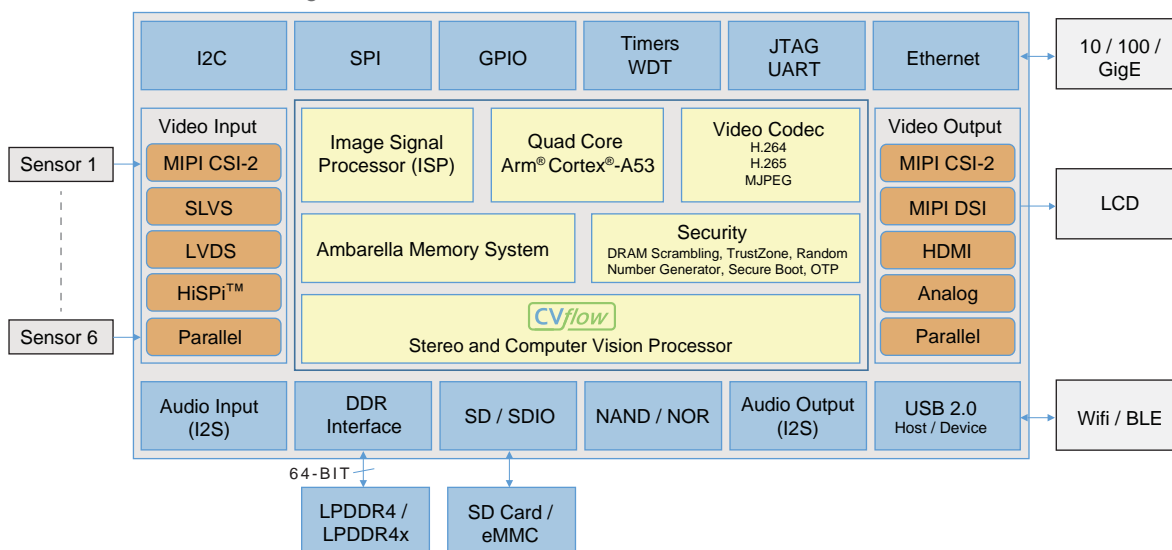 I2C
SPI
GPIO
Timers
WDT
JTAG
UART
Ethernet
10 / 100 /
GigE
Video Input
MIPI CSI-2
SLVS
LVDS
HiSPi™
Parallel
Sensor 1
Sensor 6
Image Signal
Processor (ISP)
Quad Core
Arm® Cortex®-A53
Video Codec
H.264
H.265
MJPEG
Ambarella Memory System
Security
DRAM Scrambling, TrustZone, Random
Number Generator, Secure Boot, OTP
CVflow
Stereo and Computer Vision Processor
Video Output
MIPI CSI-2
MIPI DSI
HDMI
Analog
Parallel
LCD
Audio Input
(I2S)
DDR
Interface
SD / SDIO
NAND / NOR
Audio Output
(I2S)
USB 2.0
Host / Device
Wifi / BLE
64-BIT
LPDDR4 /
LPDDR4x
SD Card /
eMMC